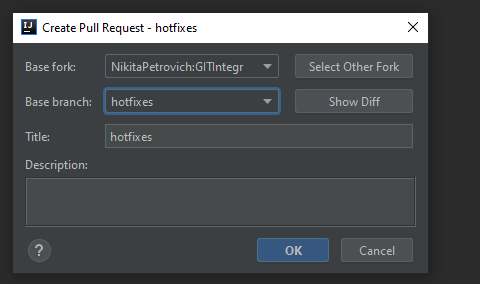 IJ
Create Pull Request - hotfixes
Base fork: NikitaPetrovich:GITIntegr Select Other Fork
Base branch: hotfixes Show Diff
Title: hotfixes
Description:
? OK Cancel